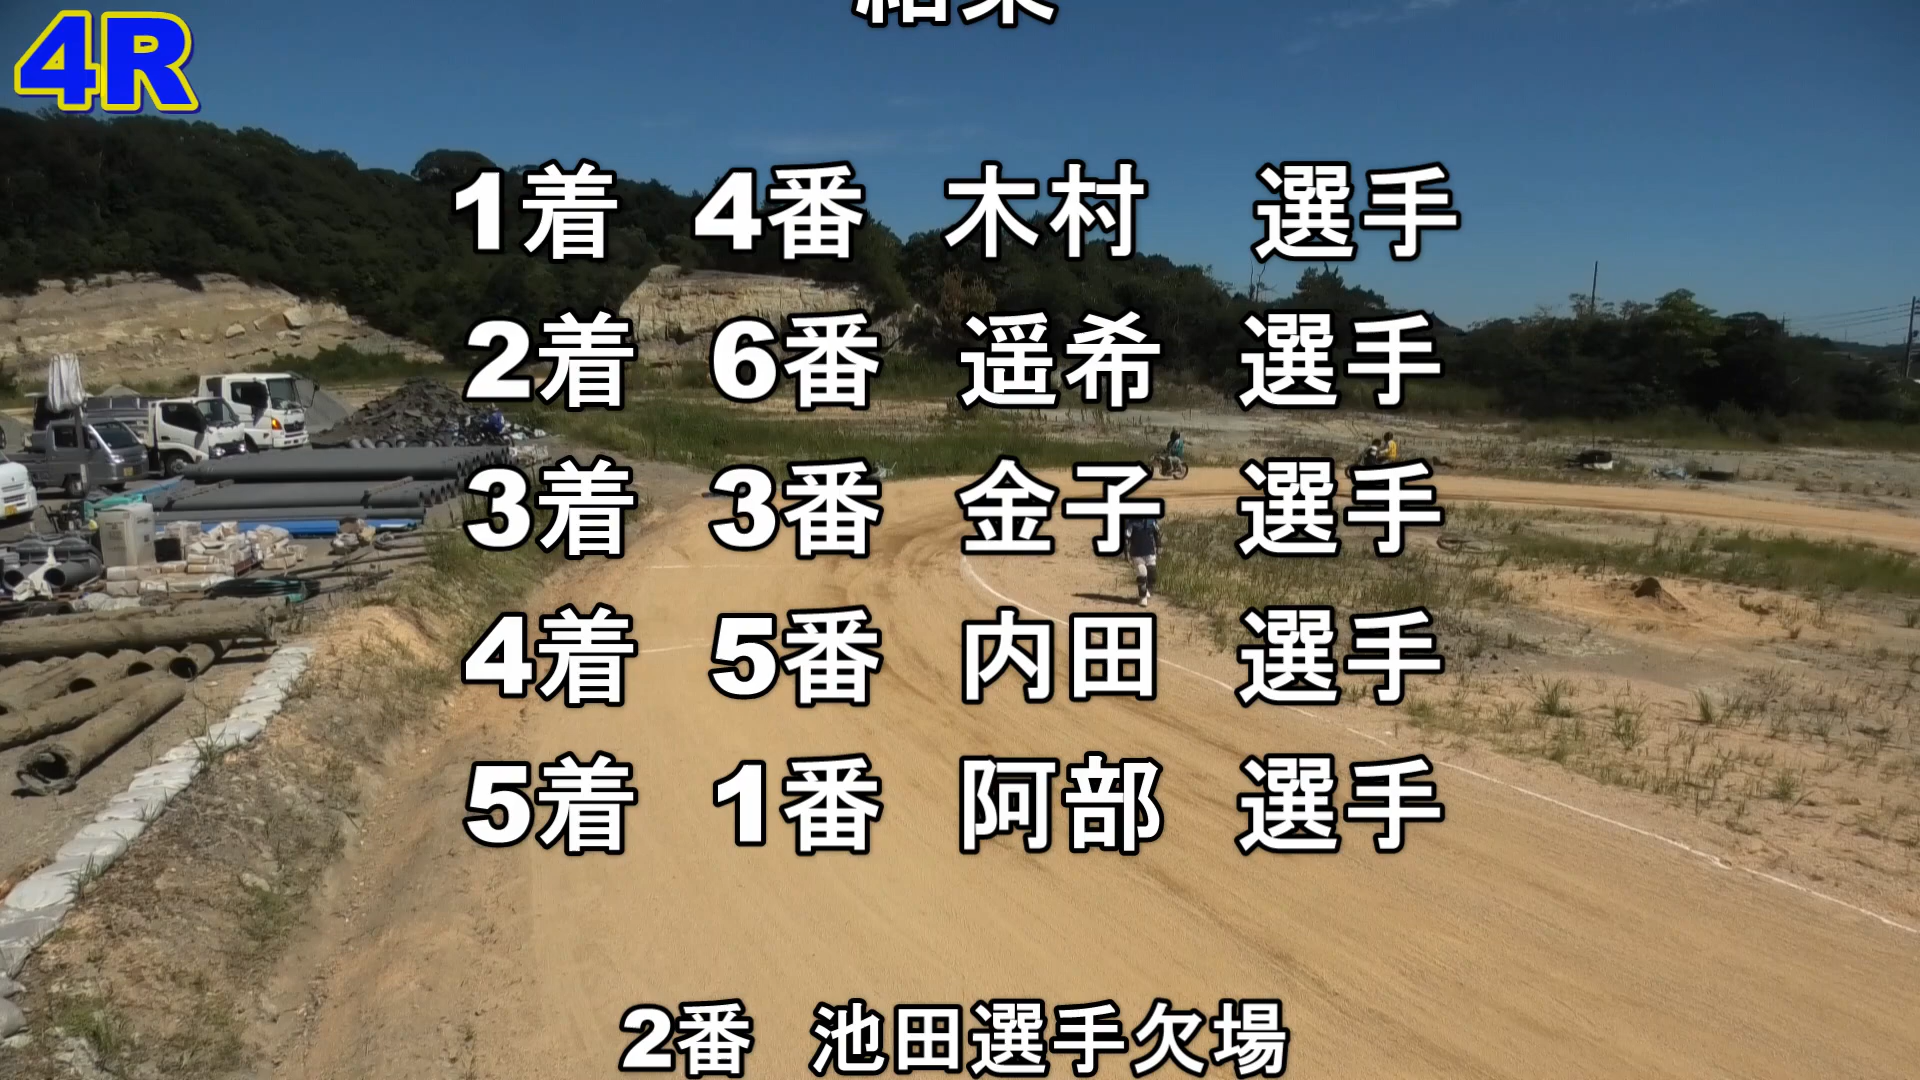 4R
結果
1着 4番 木村 選手
2着 6番 遥希 選手
3着 3番 金子 選手
4着 5番 内田 選手
5着 1番 阿部 選手
2番 池田選手欠場